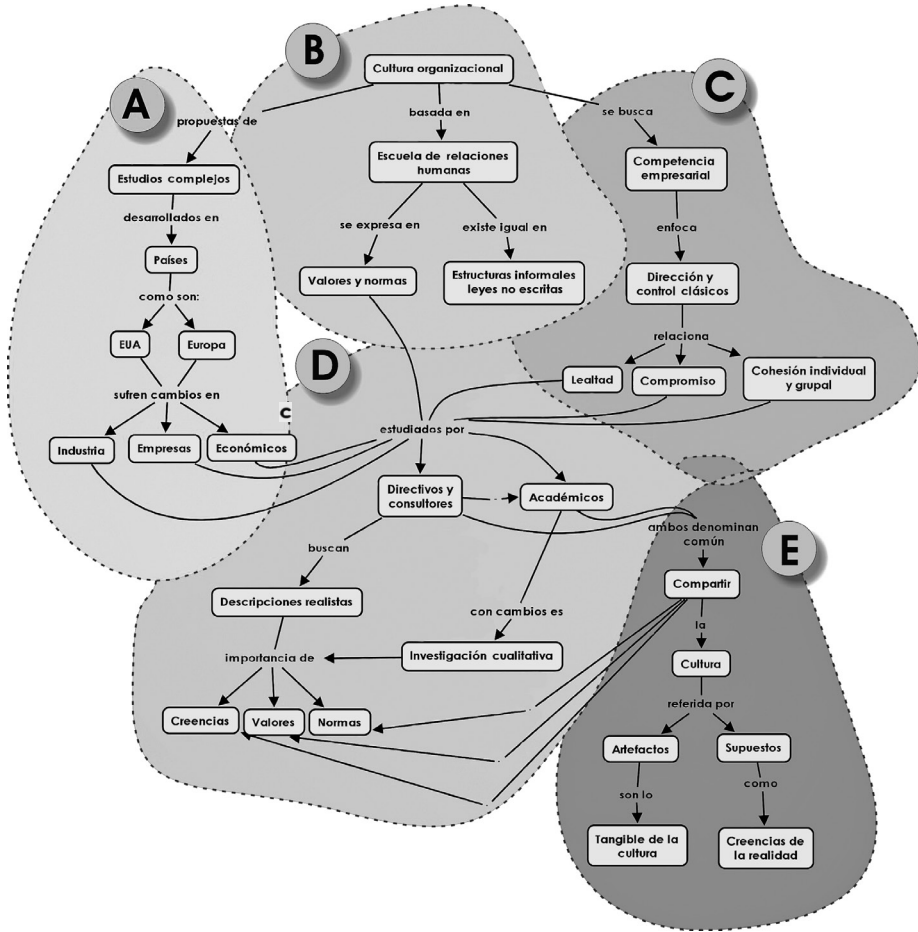 B
Cultura organizacional
C
A
propuestas de
basada en
se busca
Escuela de relaciones
humanas
Competencia
empresarial
Estudios complejos
desarrollados en
se expresa en
existe igual en
enfoca
Países
Valores y normas
Estructuras informales
leyes no escritas
Dirección y
control clásicos
como son:
EUA
Europa
relaciona
D
Lealtad
Compromiso
Cohesión individual
y grupal
sufren cambios en
C
estudiados por
Industria
Empresas
Económicos
Directivos y
consultores
Académicos
ambos denominan
común
E
buscan
Compartir
Descripciones realistas
con cambios es
la
importancia de
Investigación cualitativa
Cultura
referida por
Creencias
Valores
Normas
Artefactos
Supuestos
son lo
como
Tangible de la
cultura
Creencias de
la realidad